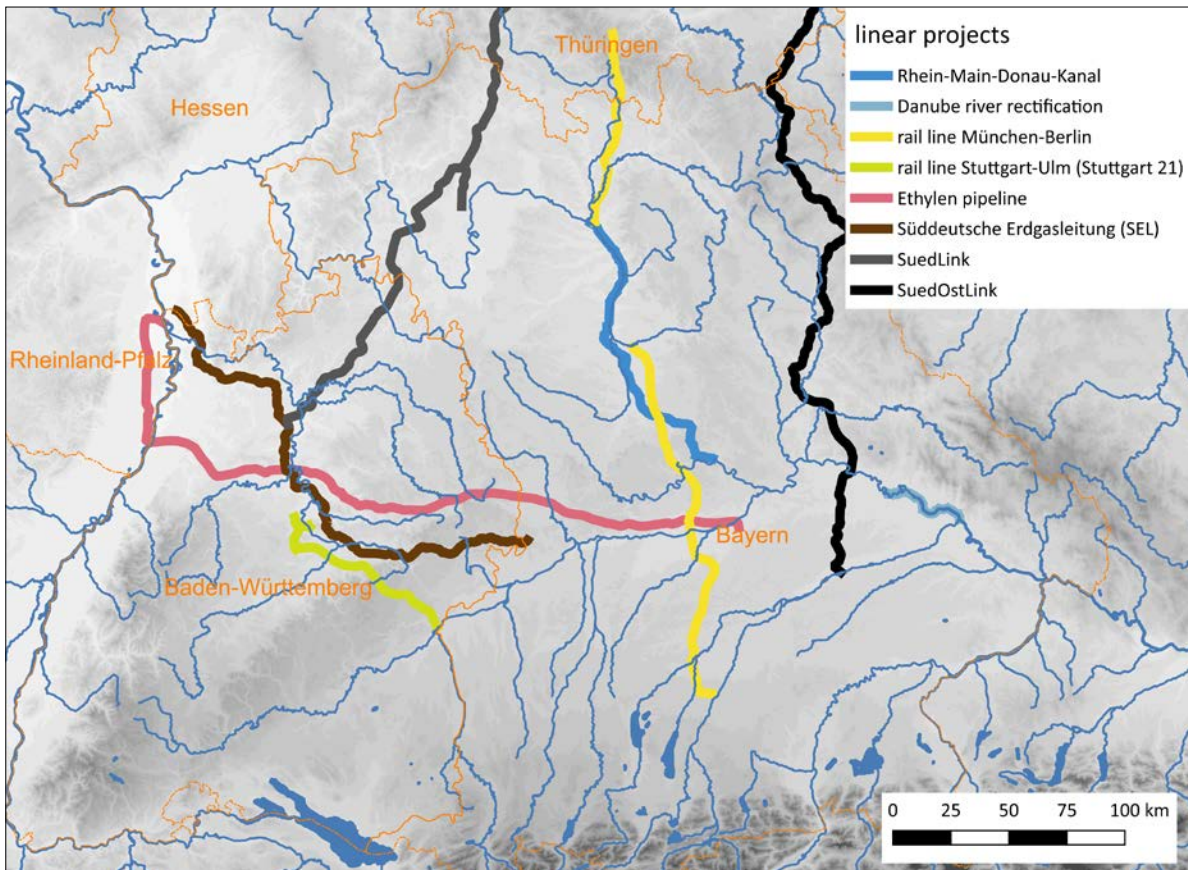 linear projects
Rhein-Main-Donau-Kanal
Danube river rectification
rail line München-Berlin
rail line Stuttgart-Ulm (Stuttgart 21)
Ethylen pipeline
Süddeutsche Erdgasleitung (SEL)
SuedLink
SuedOstLink
Thüringen
Hessen
Rheinland-Pfalz
Bayern
Baden-Württemberg
0 25 50 75 100 km